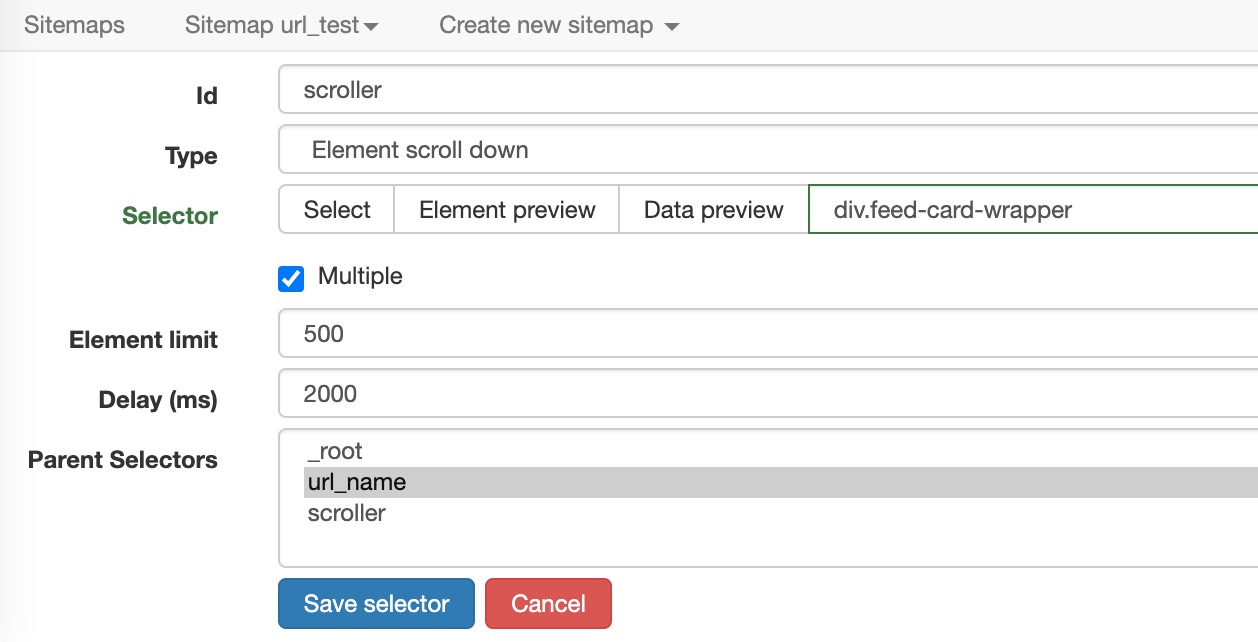 Sitemaps Sitemap url_test Create new sitemap
Id scroller
Type Element scroll down
Selector Select Element preview Data preview div.feed-card-wrapper
Multiple
Element limit 500
Delay (ms) 2000
Parent Selectors _root
url_name
scroller
Save selector Cancel